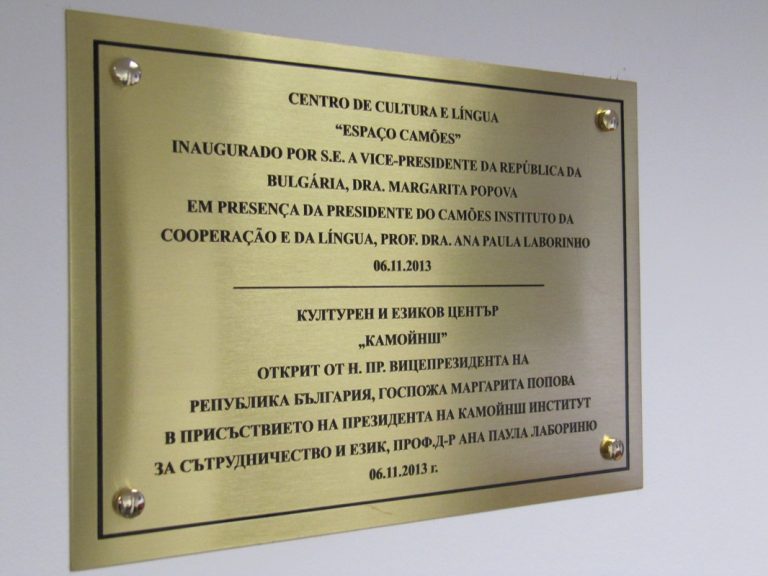 CENTRO DE CULTURA E LÍNGUA
“ESPAÇO CAMÕES”
INAUGURADO POR S.E. A VICE-PRESIDENTE DA REPÚBLICA DA
BULGÁRIA, DRA. MARGARITA POPOVA
EM PRESENÇA DA PRESIDENTE DO CAMÕES INSTITUTO DA
COOPERAÇÃO E DA LÍNGUA, PROF. DRA. ANA PAULA LABORINHO
06.11.2013
КУЛТУРЕН И ЕЗИКОВ ЦЕНТЪР
„КАМОЙНШ”
ОТКРИТ ОТ Н. ПР. ВИЦЕПРЕЗИДЕНТА НА
РЕПУБЛИКА БЪЛГАРИЯ, ГОСПОЖА МАРГАРИТА ПОПОВА
В ПРИСЪСТВИЕТО НА ПРЕЗИДЕНТА НА КАМОЙНШ ИНСТИТУТ
ЗА СЪТРУДНИЧЕСТВО И ЕЗИК, ПРОФ.Д-Р АНА ПАУЛА ЛАБОРИНЮ
06.11.2013 г.